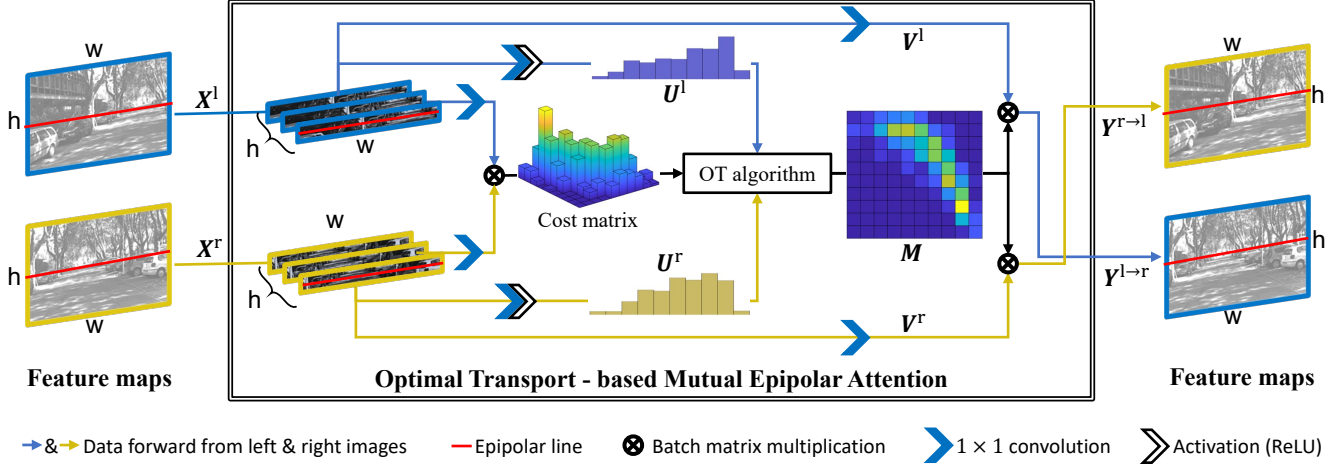 w
h
X^l
h
w
V^l
U^l
Cost matrix
OT algorithm
M
Y^{r→l}
h
w
h
X^r
w
h
w
U^r
V^r
Y^{l→r}
h
w
Feature maps
Optimal Transport - based Mutual Epipolar Attention
Feature maps
& Data forward from left & right images
Epipolar line
Batch matrix multiplication
1 × 1 convolution
Activation (ReLU)